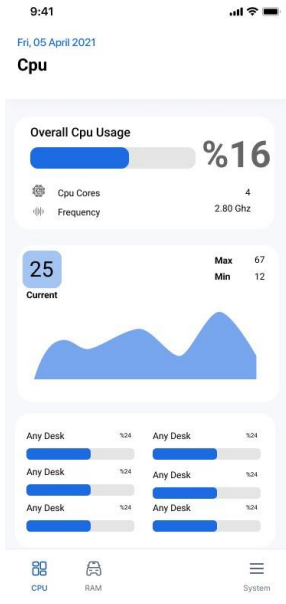 9:41
Fri, 05 April 2021
Cpu
Overall Cpu Usage
%16
Cpu Cores 4
Frequency 2.80 Ghz
25
Current
Max 67
Min 12
Any Desk %24 Any Desk %24
Any Desk %24 Any Desk %24
Any Desk %24 Any Desk %24
CPU RAM System